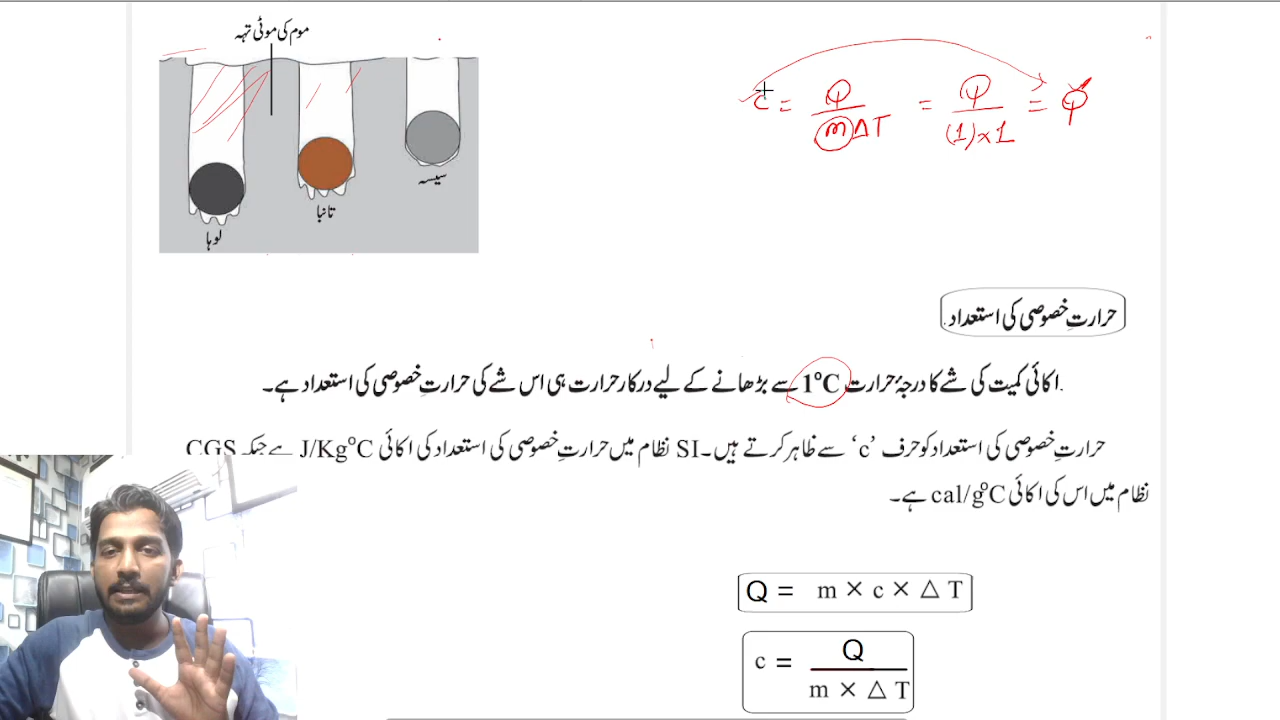 موم کی موٹی تہہ
لوہا
تانبا
سیسہ
c = Q / m ΔT = Q / (1)×1 = Q
حرارتِ خصوصی کی استعداد.
.اکائی کمیت کی شے کا درجۂ حرارت 1°C سے بڑھانے کے لیے درکار حرارت ہی اس شے کی حرارتِ خصوصی کی استعداد ہے۔
حرارتِ خصوصی کی استعداد کو حرف ‘c’ سے ظاہر کرتے ہیں۔ SI نظام میں حرارتِ خصوصی کی استعداد کی اکائی J/Kg°C ہے جبکہ CGS
نظام میں اس کی اکائی cal/g°C ہے۔
Q = m × c × △ T
c = Q / m × △ T